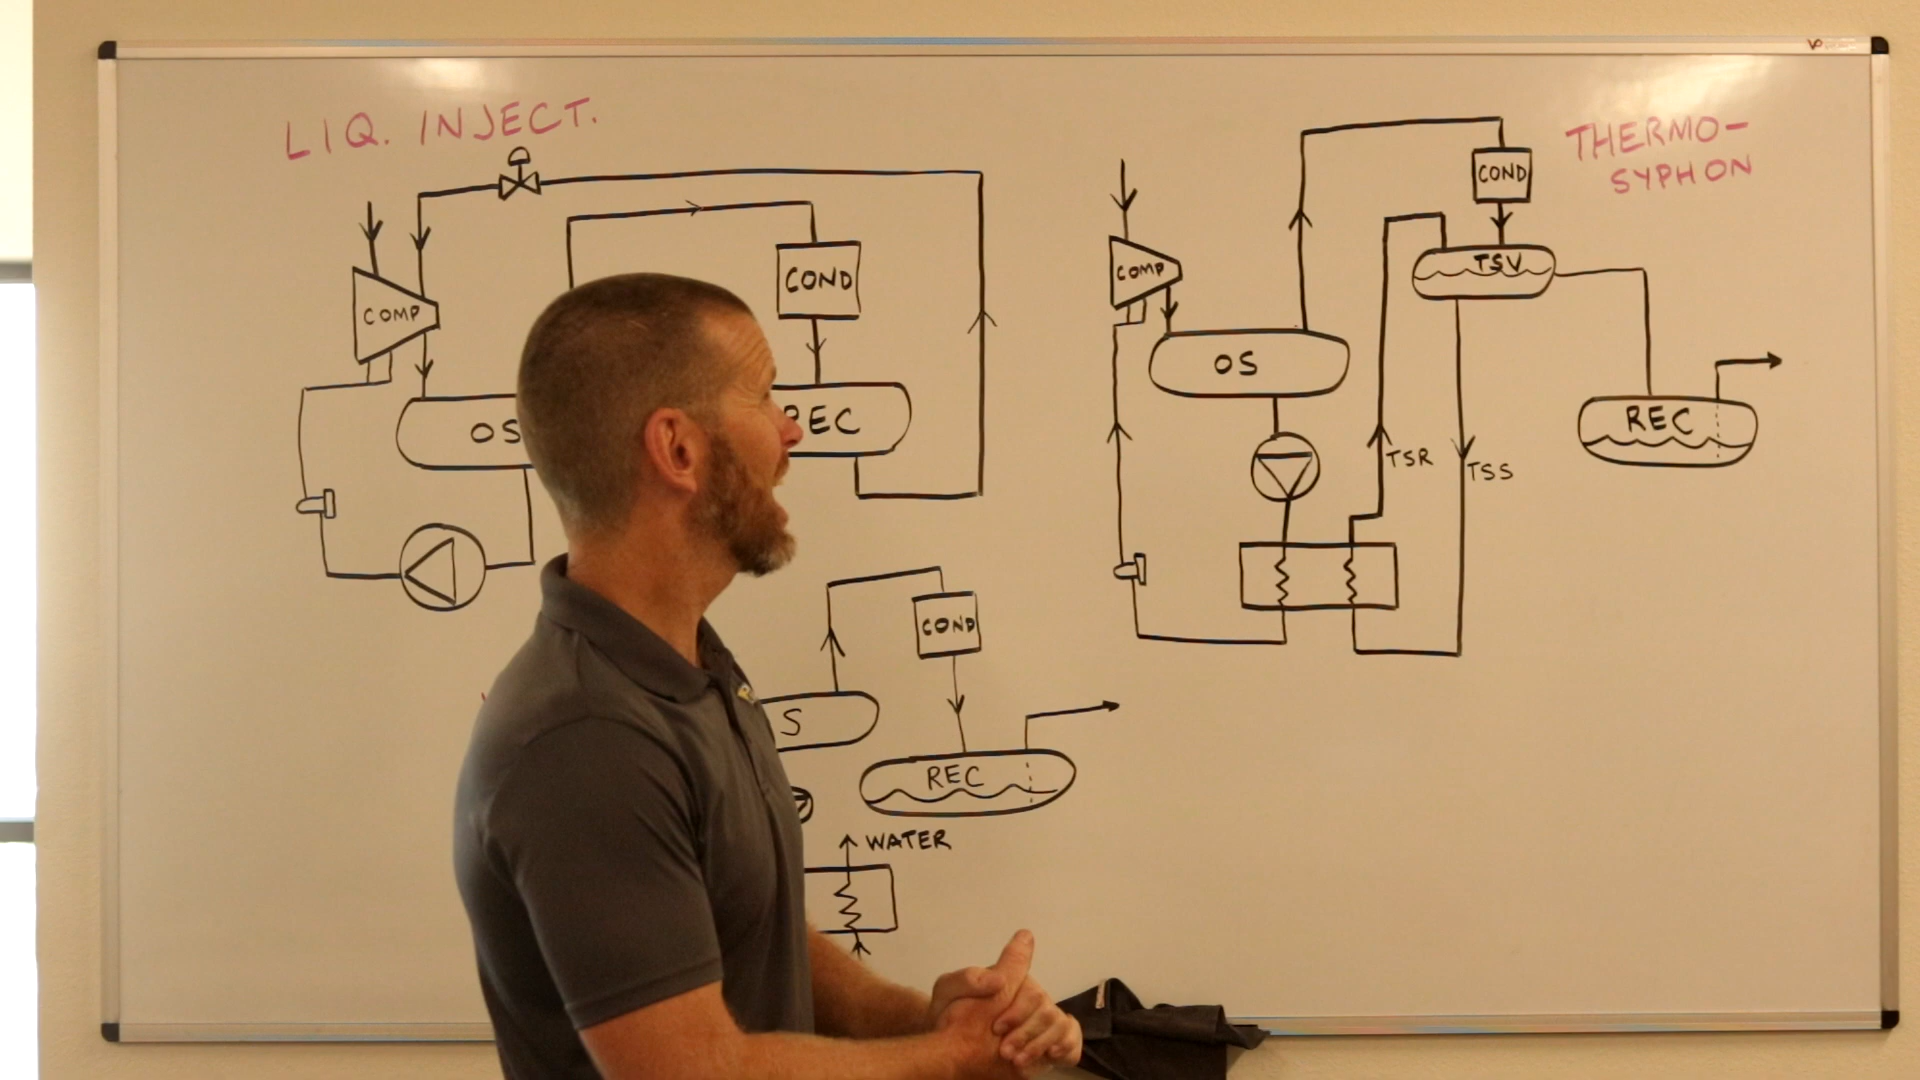 LIQ. INJECT.
COMP
OS
COND
REC
THERMO-
SYPHON
COND
COMP
TSV
OS
REC
TSR
TSS
COND
S
REC
WATER